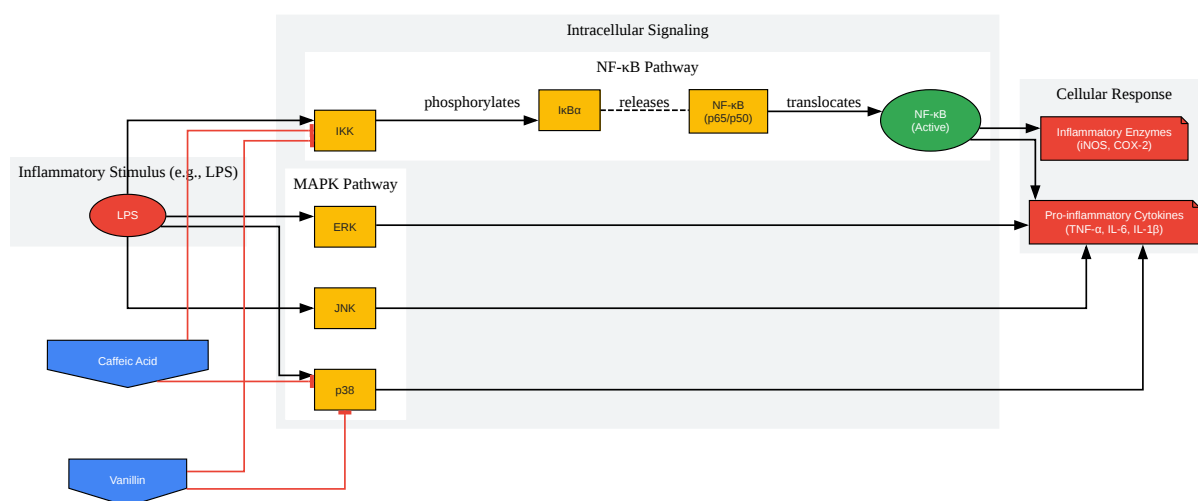 Intracellular Signaling
NF-κB Pathway
phosphorylates
releases
translocates
IKK
IκBα
NF-κB
(p65/p50)
NF-κB
(Active)
Cellular Response
Inflammatory Enzymes
(iNOS, COX-2)
Inflammatory Stimulus (e.g., LPS)
LPS
MAPK Pathway
ERK
Pro-inflammatory Cytokines
(TNF-α, IL-6, IL-1β)
JNK
Caffeic Acid
p38
Vanillin